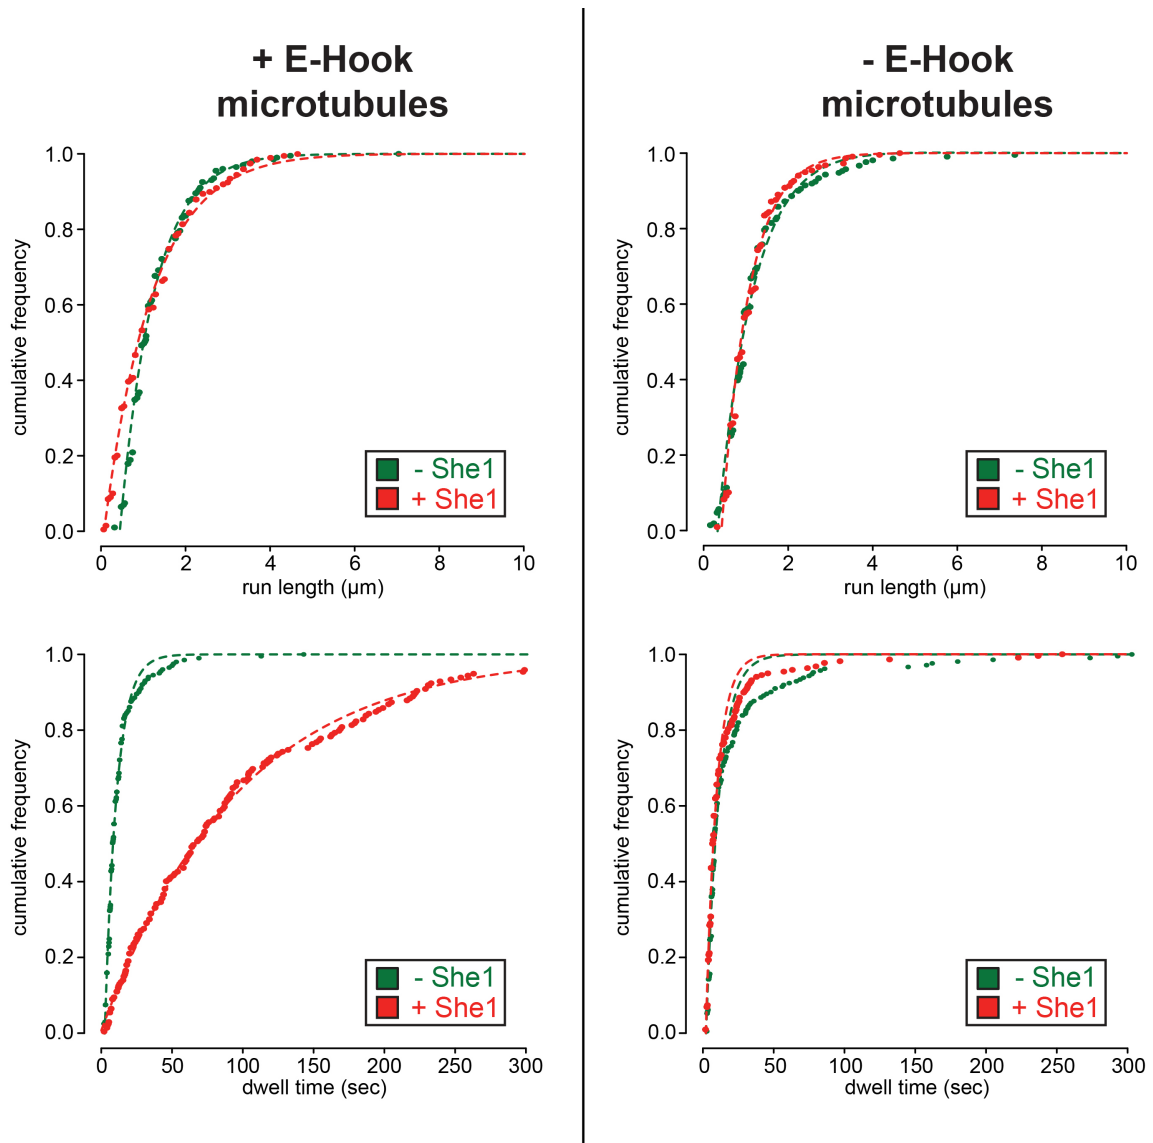 + E-Hook
microtubules
- E-Hook
microtubules
1.0
0.8
0.6
0.4
0.2
0.0
cumulative frequency
- She1
+ She1
0 2 4 6 8 10
run length (µm)
1.0
0.8
0.6
0.4
0.2
0.0
cumulative frequency
- She1
+ She1
0 2 4 6 8 10
run length (µm)
1.0
0.8
0.6
0.4
0.2
0.0
cumulative frequency
- She1
+ She1
0 50 100 150 200 250 300
dwell time (sec)
1.0
0.8
0.6
0.4
0.2
0.0
cumulative frequency
- She1
+ She1
0 50 100 150 200 250 300
dwell time (sec)